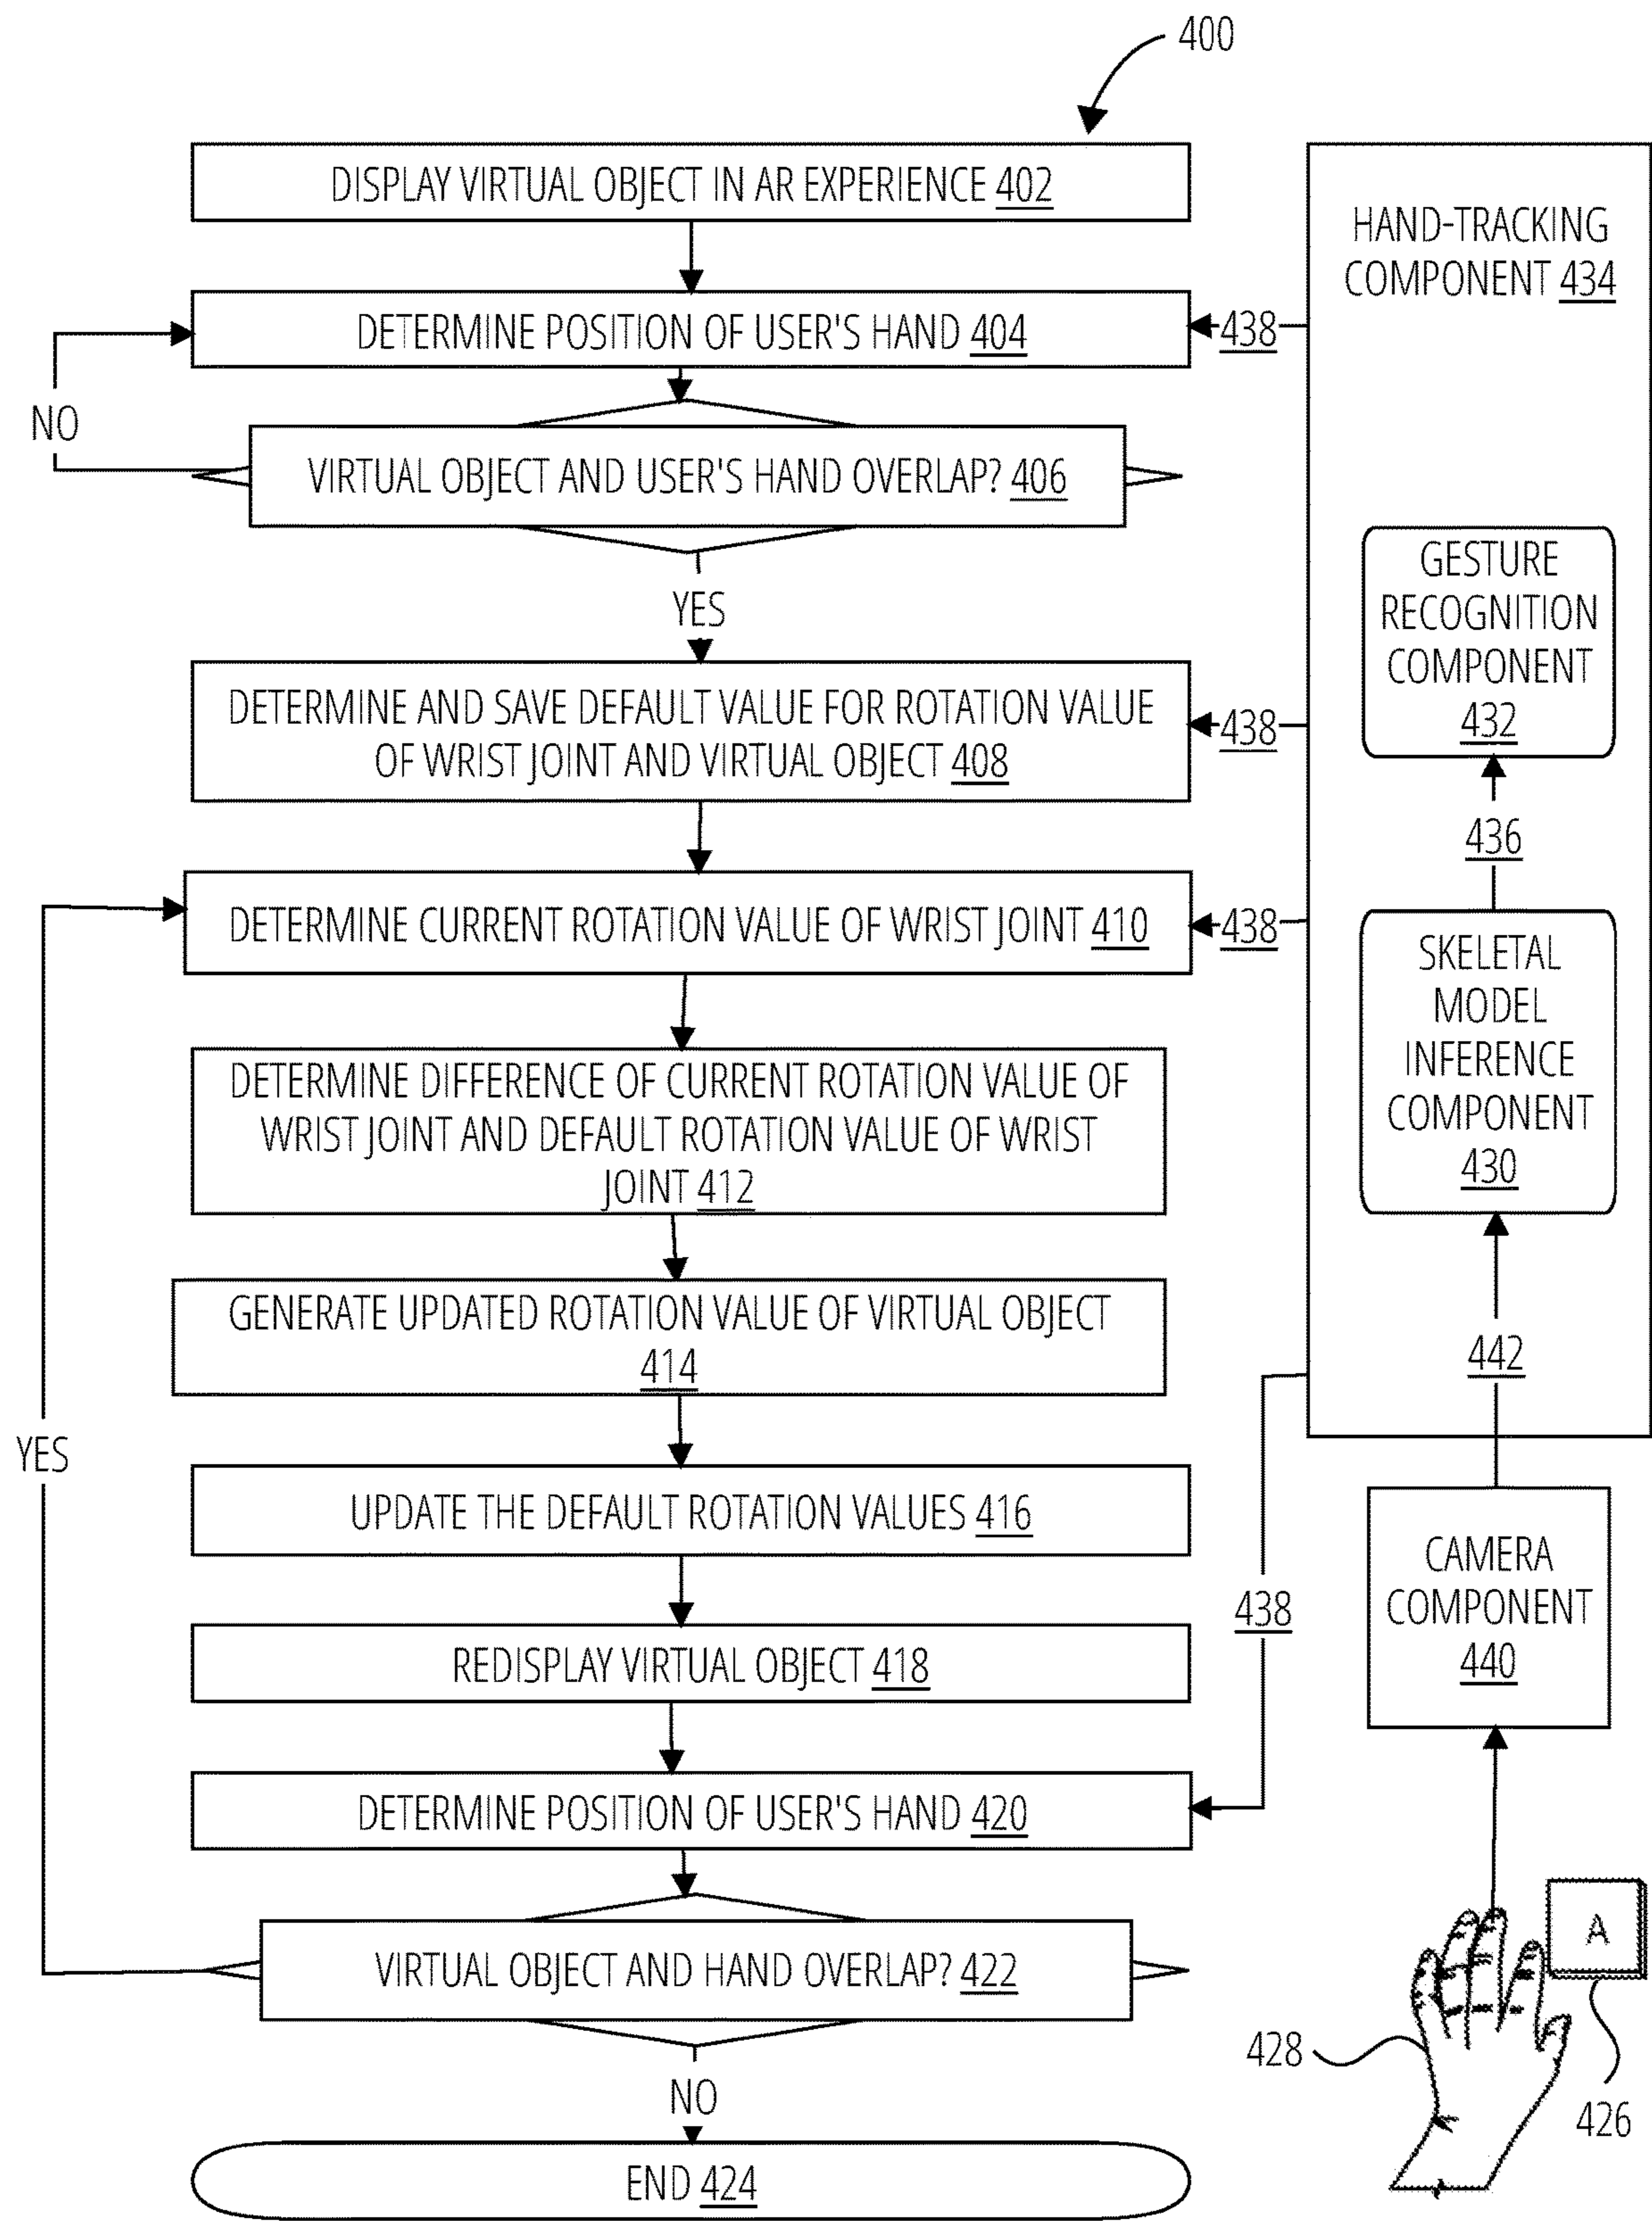 400
DISPLAY VIRTUAL OBJECT IN AR EXPERIENCE 402
DETERMINE POSITION OF USER'S HAND 404
438
NO
VIRTUAL OBJECT AND USER'S HAND OVERLAP? 406
YES
DETERMINE AND SAVE DEFAULT VALUE FOR ROTATION VALUE
OF WRIST JOINT AND VIRTUAL OBJECT 408
438
DETERMINE CURRENT ROTATION VALUE OF WRIST JOINT 410
438
DETERMINE DIFFERENCE OF CURRENT ROTATION VALUE OF
WRIST JOINT AND DEFAULT ROTATION VALUE OF WRIST
JOINT 412
GENERATE UPDATED ROTATION VALUE OF VIRTUAL OBJECT
414
YES
UPDATE THE DEFAULT ROTATION VALUES 416
REDISPLAY VIRTUAL OBJECT 418
438
DETERMINE POSITION OF USER'S HAND 420
VIRTUAL OBJECT AND HAND OVERLAP? 422
NO
END 424
HAND-TRACKING
COMPONENT 434
GESTURE
RECOGNITION
COMPONENT
432
436
SKELETAL
MODEL
INFERENCE
COMPONENT
430
442
CAMERA
COMPONENT
440
A
428
426